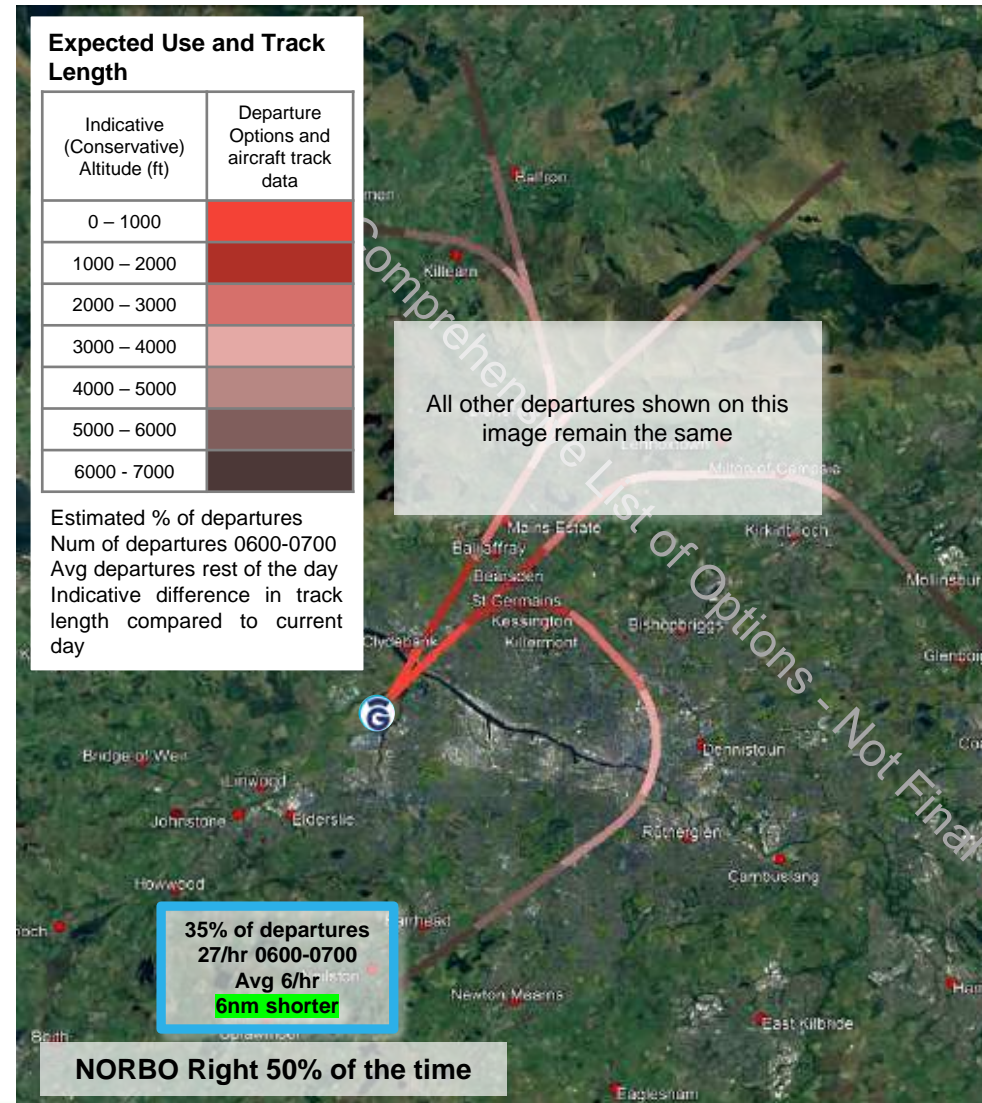 Expected Use and Track
Length
Indicative
(Conservative)
Altitude (ft)
Departure
Options and
aircraft track
data
0 – 1000
1000 – 2000
2000 – 3000
3000 – 4000
4000 – 5000
5000 – 6000
6000 - 7000
Estimated % of departures
Num of departures 0600-0700
Avg departures rest of the day
Indicative difference in track
length compared to current
day
Comprehensive List of Options - Not Final
Balfron
Killearn
All other departures shown on this
image remain the same
Milton of Campsie
Mains Estate
Kirkintilloch
Baljaffray
Bearsden
St Germains
Kessington
Killermont
Clydebank
Bishopbriggs
Dennistoun
Bridge of Weir
Linwood
Johnstone
Elderslie
Rutherglen
Cambuslang
Howwood
35% of departures
27/hr 0600-0700
Avg 6/hr
6nm shorter
Newton Mearns
East Kilbride
NORBO Right 50% of the time
Eaglesham